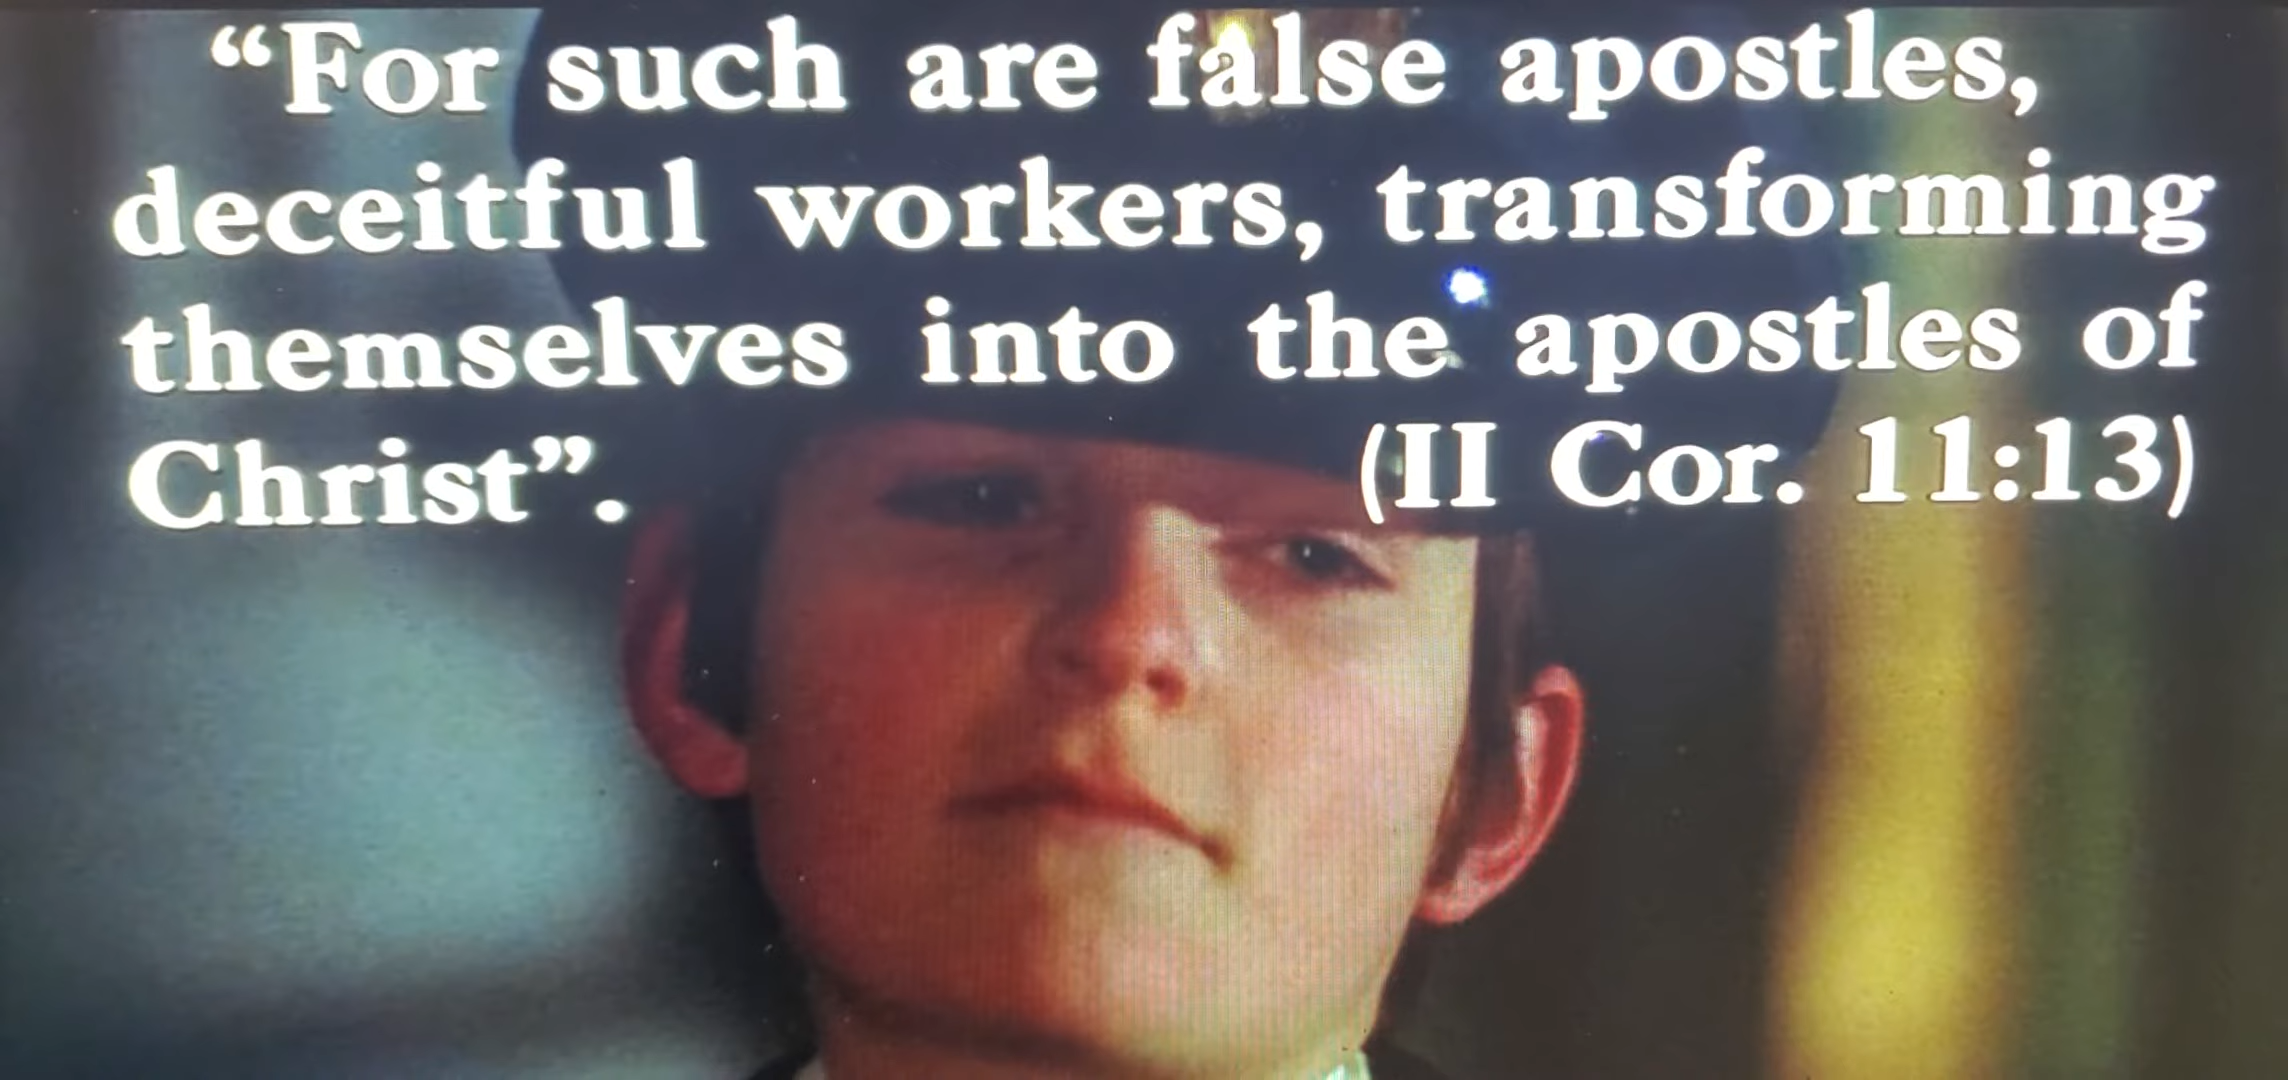 “For such are false apostles,
deceitful workers, transforming
themselves into the apostles of
Christ”. (II Cor. 11:13)